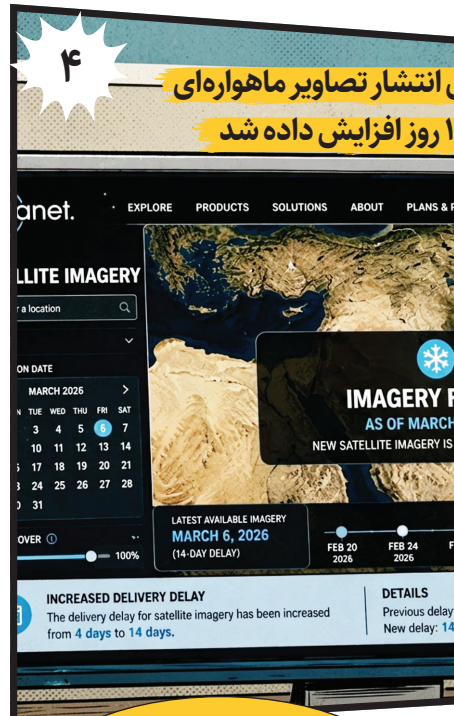 ۴
انتشار تصاویر ماهواره‌ای
روز افزایش داده شد
anet.
EXPLORE PRODUCTS SOLUTIONS ABOUT PLANS &
LLITE IMAGERY
r a location
ON DATE
MARCH 2026 >
TUE WED THU FRI SAT
3 4 5 6 7
10 11 12 13 14
17 18 19 20 21
24 25 26 27 28
31
OVER
100%
IMAGERY
AS OF MARCH
NEW SATELLITE IMAGERY IS
LATEST AVAILABLE IMAGERY
MARCH 6, 2026
(14-DAY DELAY)
FEB 20 FEB 24
2026 2026
INCREASED DELIVERY DELAY
The delivery delay for satellite imagery has been increased
from 4 days to 14 days.
DETAILS
Previous delay
New delay: 14